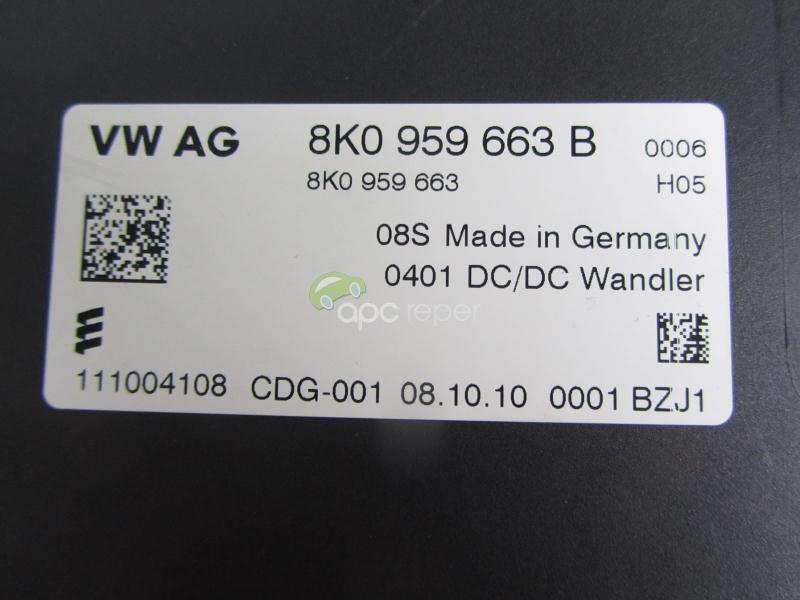 VW AG 8K0 959 663 B 0006
8K0 959 663 H05
08S Made in Germany
0401 DC/DC Wandler
apc reper
111004108 CDG-001 08.10.10 0001 BZJ1